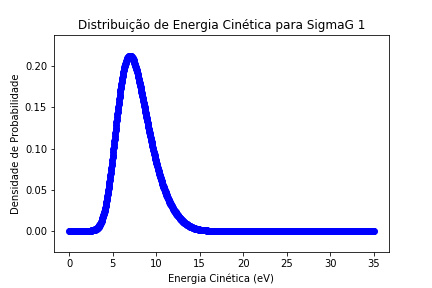 Distribuição de Energia Cinética para SigmaG 1
Densidade de Probabilidade
0.20
0.15
0.10
0.05
0.00
0 5 10 15 20 25 30 35
Energia Cinética (eV)